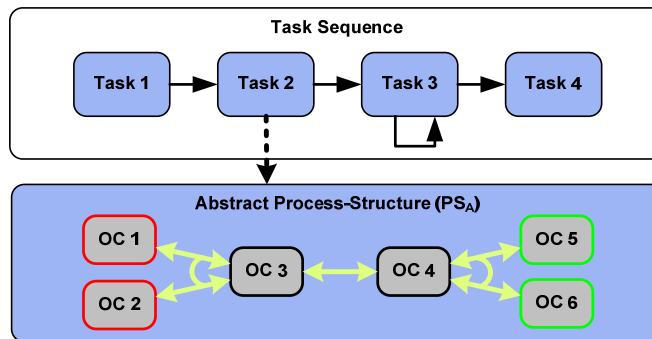 Task Sequence
Task 1
Task 2
Task 3
Task 4
Abstract Process-Structure (PSA)
OC 1
OC 2
OC 3
OC 4
OC 5
OC 6